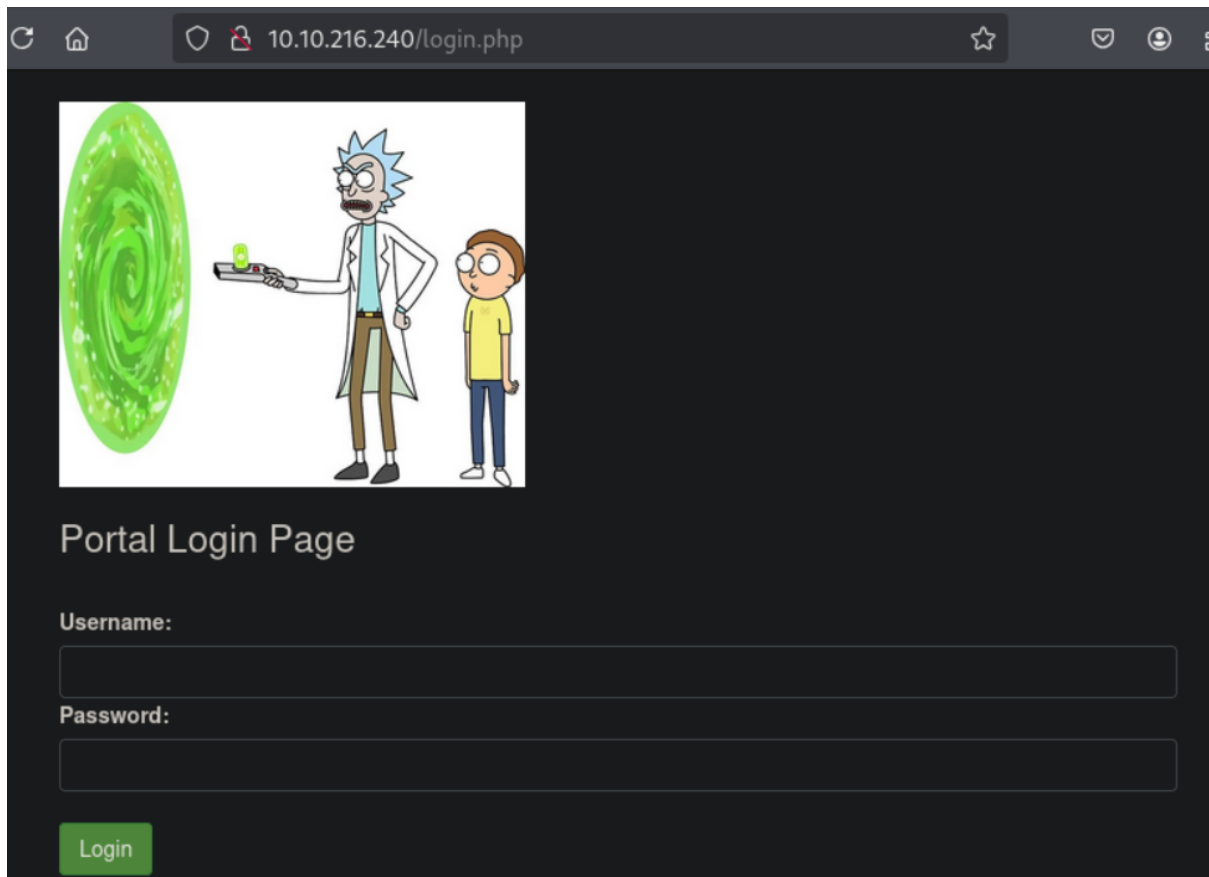 10.10.216.240/login.php
Portal Login Page
Username:
Password:
Login